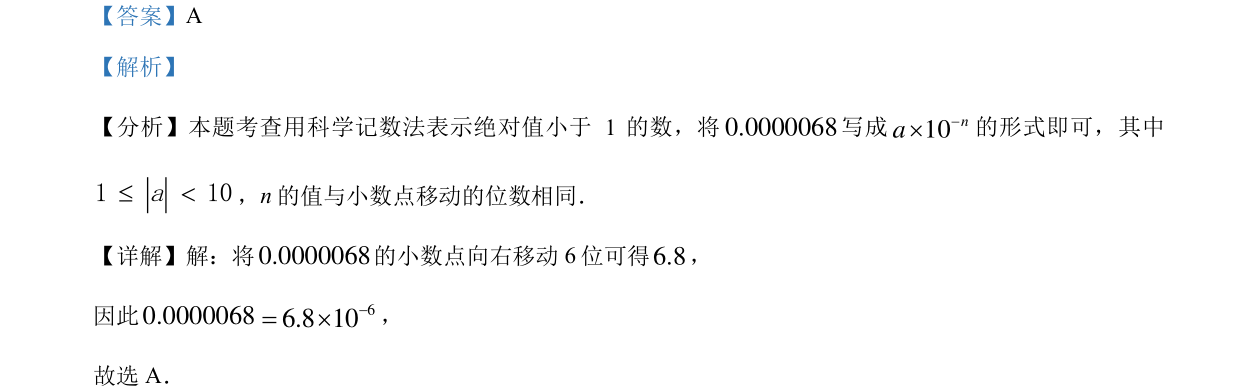 【答案】A
【解析】
【分析】本题考查用科学记数法表示绝对值小于 1 的数，将 0.0000068 写成 a×10⁻ⁿ 的形式即可，其中
1 ≤ |a| < 10，n 的值与小数点移动的位数相同．
【详解】解：将 0.0000068 的小数点向右移动 6 位可得 6.8，
因此 0.0000068 = 6.8×10⁻⁶，
故选 A．